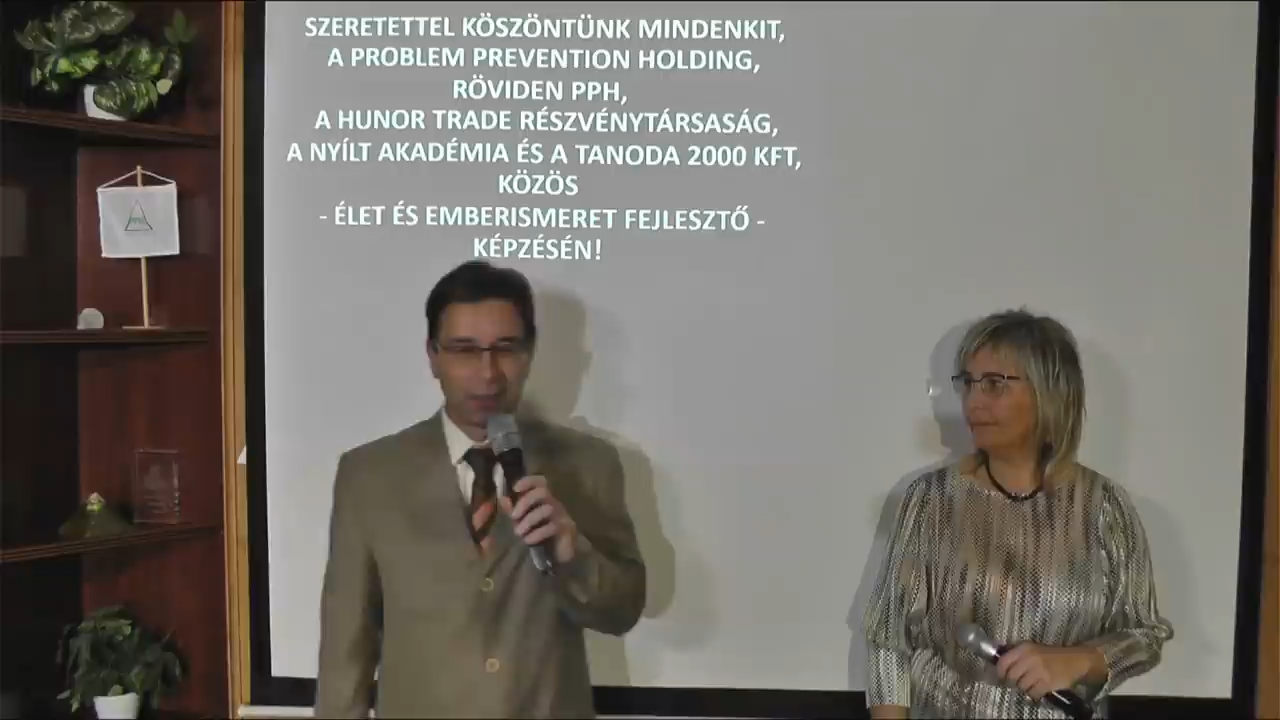 SZERETETTEL KÖSZÖNTÜNK MINDENKIT,
A PROBLEM PREVENTION HOLDING,
RÖVIDEN PPH,
A HUNOR TRADE RÉSZVÉNYTÁRSASÁG,
A NYÍLT AKADÉMIA ÉS A TANODA 2000 KFT,
KÖZÖS
- ÉLET ÉS EMBERISMERET FEJLESZTŐ -
KÉPZÉSÉN!